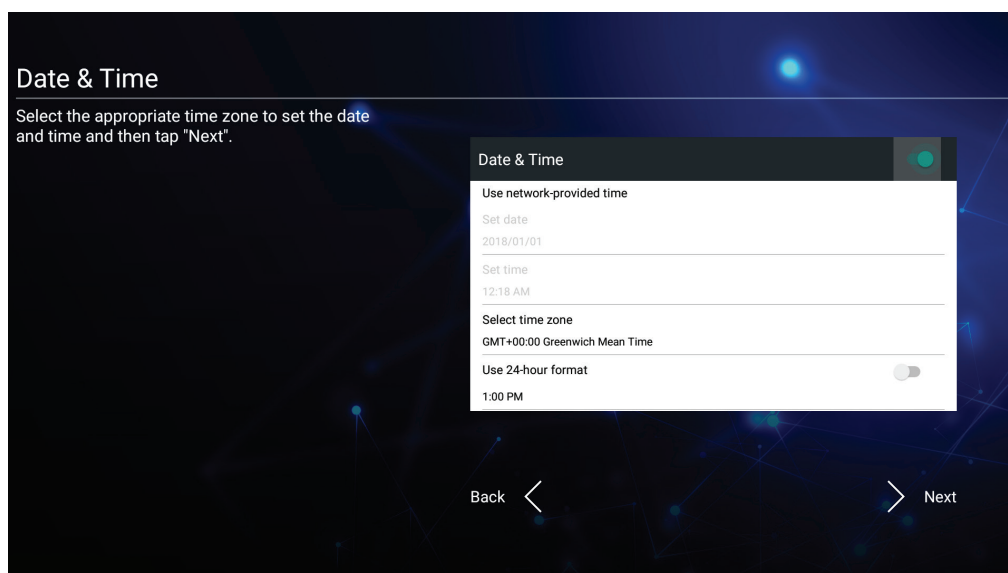 Date & Time
Select the appropriate time zone to set the date
and time and then tap "Next".
Date & Time
Use network-provided time
Set date
2018/01/01
Set time
12:18 AM
Select time zone
GMT+00:00 Greenwich Mean Time
Use 24-hour format
1:00 PM
Back
Next